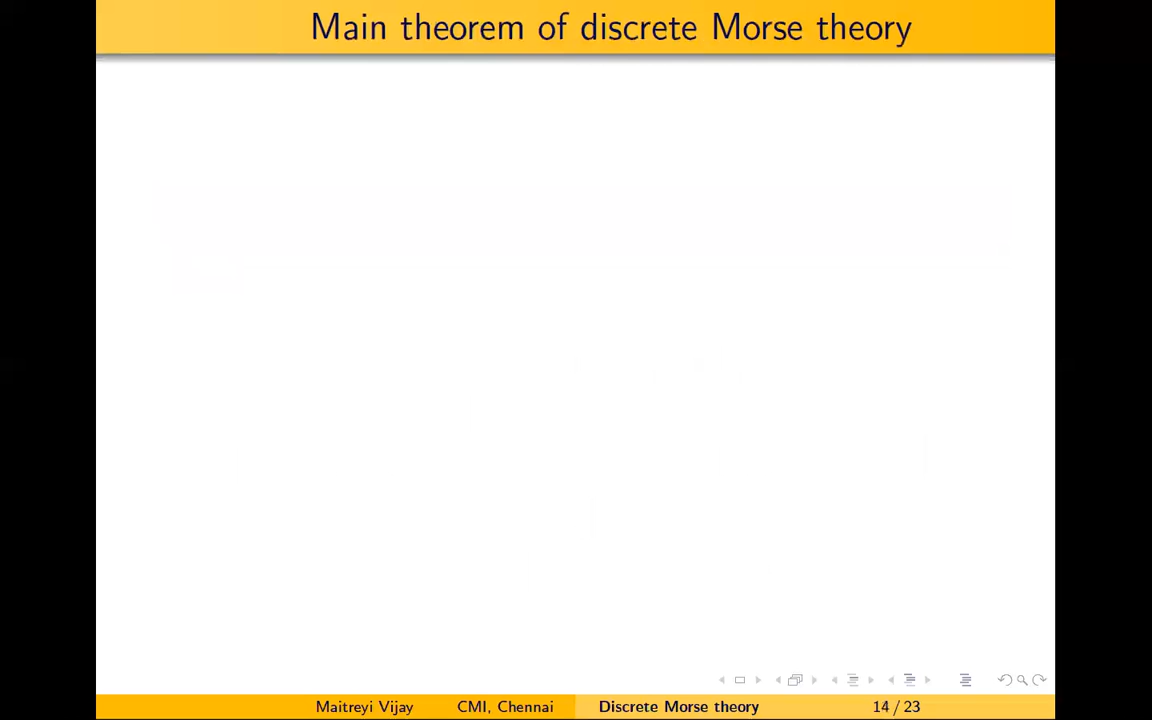 Main theorem of discrete Morse theory
Maitreyi Vijay CMI, Chennai Discrete Morse theory 14 / 23